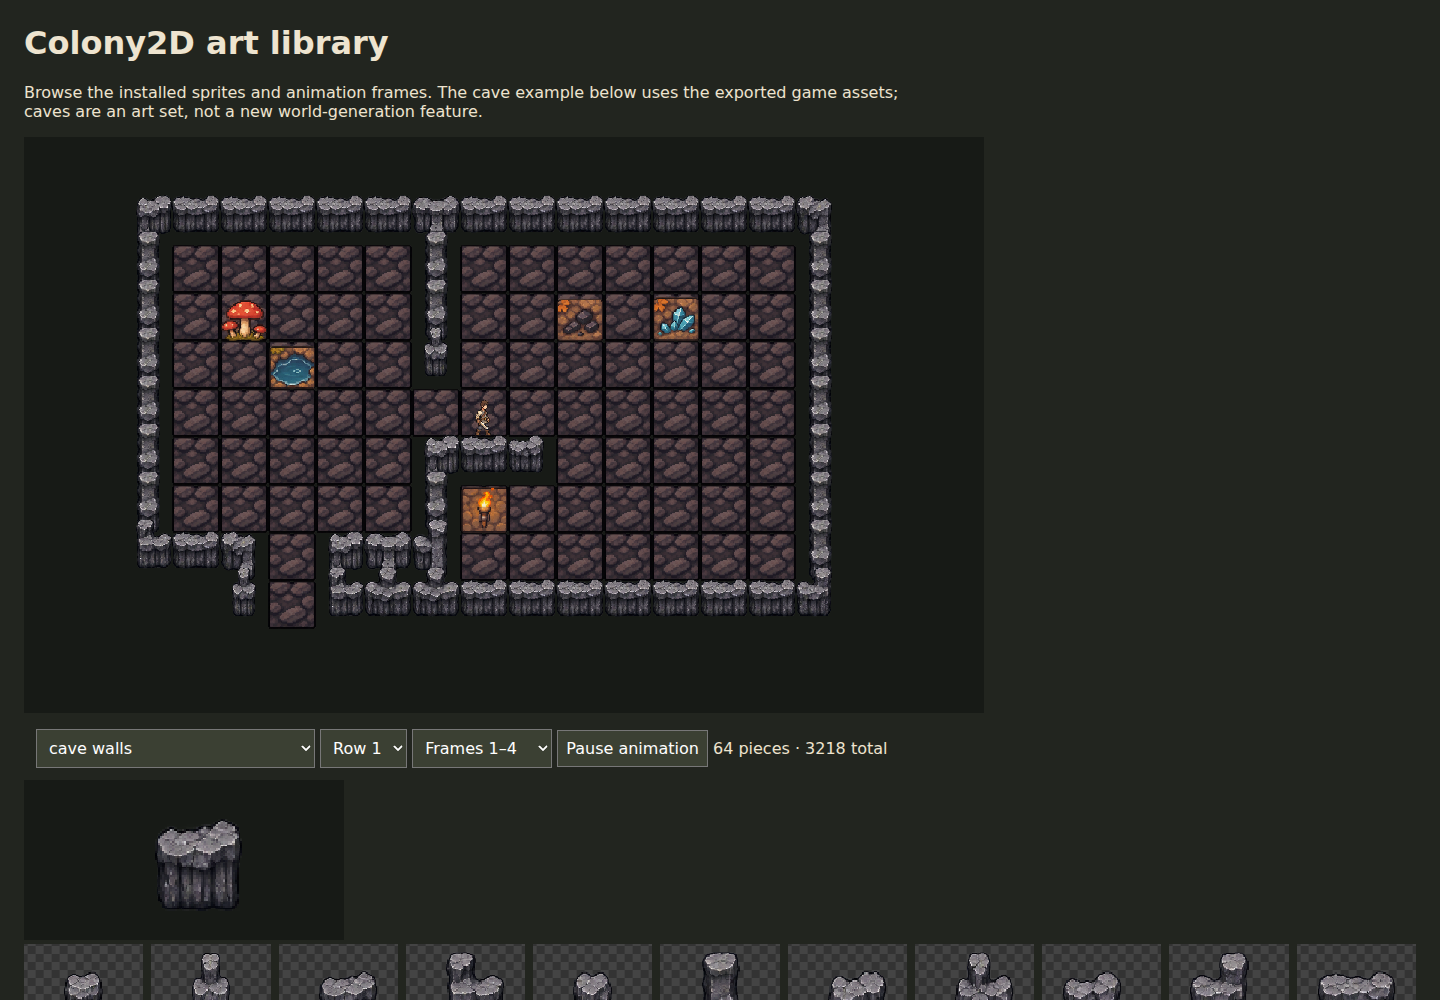 Colony2D art library
Browse the installed sprites and animation frames. The cave example below uses the exported game assets;
caves are an art set, not a new world-generation feature.
cave walls
Row 1
Frames 1–4
Pause animation
64 pieces · 3218 total